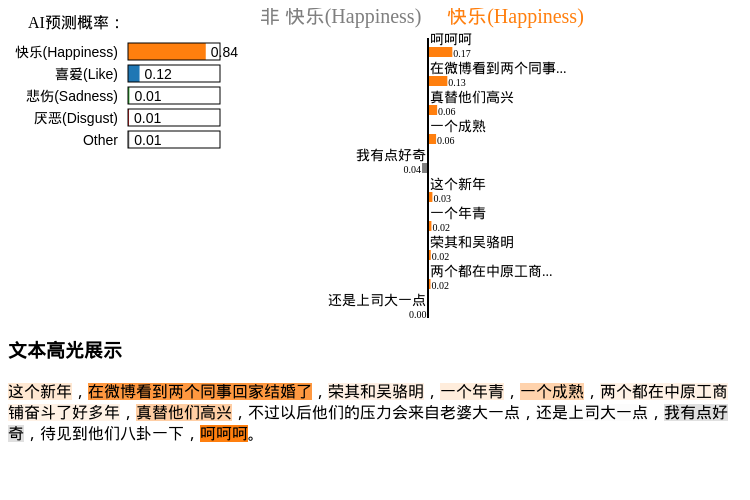 AI预测概率：
快乐(Happiness) 0.84
喜爱(Like) 0.12
悲伤(Sadness) 0.01
厌恶(Disgust) 0.01
Other 0.01
非 快乐(Happiness) 快乐(Happiness)
呵呵呵
0.17
在微博看到两个同事...
0.13
真替他们高兴
0.06
一个成熟
0.06
我有点好奇
0.04
这个新年
0.03
一个年青
0.02
荣其和吴骆明
0.02
两个都在中原工商...
0.02
还是上司大一点
0.00
文本高光展示
这个新年，在微博看到两个同事回家结婚了，荣其和吴骆明，一个年青，一个成熟，两个都在中原工商
铺奋斗了好多年，真替他们高兴，不过以后他们的压力会来自老婆大一点，还是上司大一点，我有点好
奇，待见到他们八卦一下，呵呵呵。